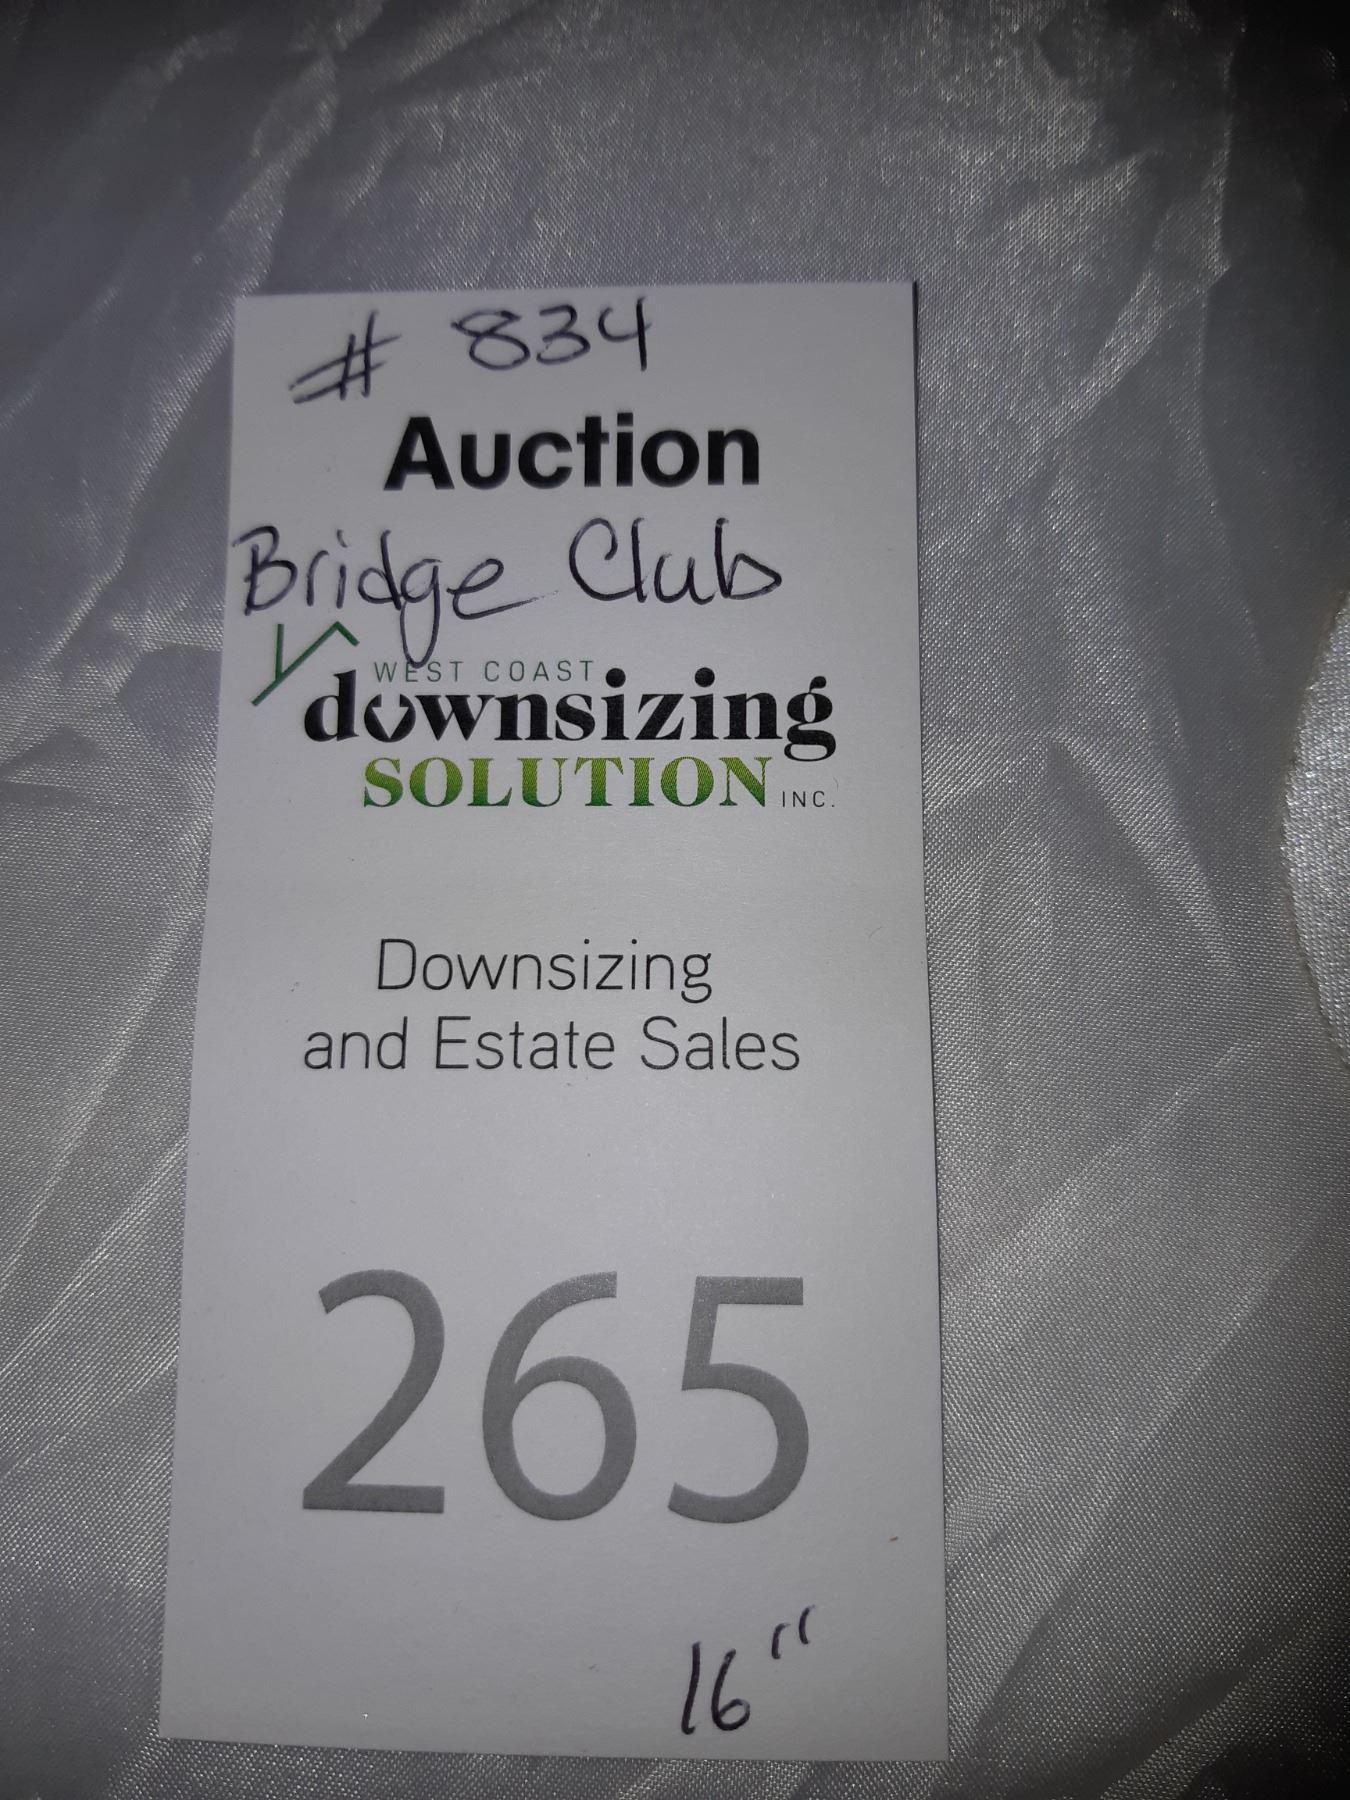 # 834
Auction
Bridge Club
WEST COAST
downsizing
SOLUTION INC.
Downsizing
and Estate Sales
265
16"